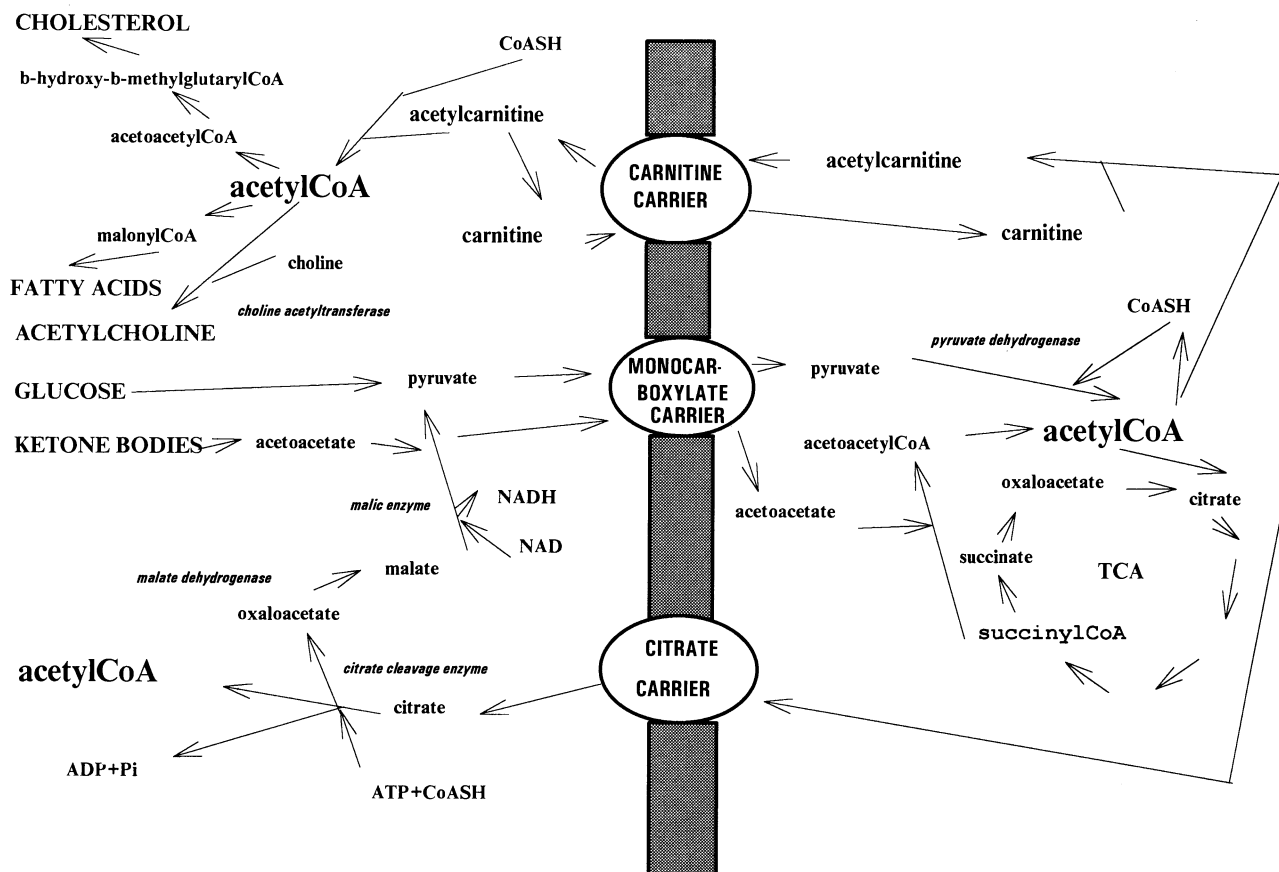 CHOLESTEROL
CoASH
b-hydroxy-b-methylglutarylCoA
acetylcarnitine
acetoacetylCoA
CARNITINE
CARRIER
acetylcarnitine
acetylCoA
malonylCoA
carnitine
carnitine
choline
FATTY ACIDS
choline acetyltransferase
ACETYLCHOLINE
CoASH
pyruvate dehydrogenase
GLUCOSE
pyruvate
MONOCAR-
BOXYLATE
CARRIER
pyruvate
KETONE BODIES
acetoacetate
acetoacetylCoA
acetylCoA
oxaloacetate
citrate
NADH
malic enzyme
acetoacetate
NAD
succinate
TCA
malate dehydrogenase
malate
oxaloacetate
succinylCoA
CITRATE
CARRIER
acetylCoA
citrate cleavage enzyme
citrate
ADP+Pi
ATP+CoASH